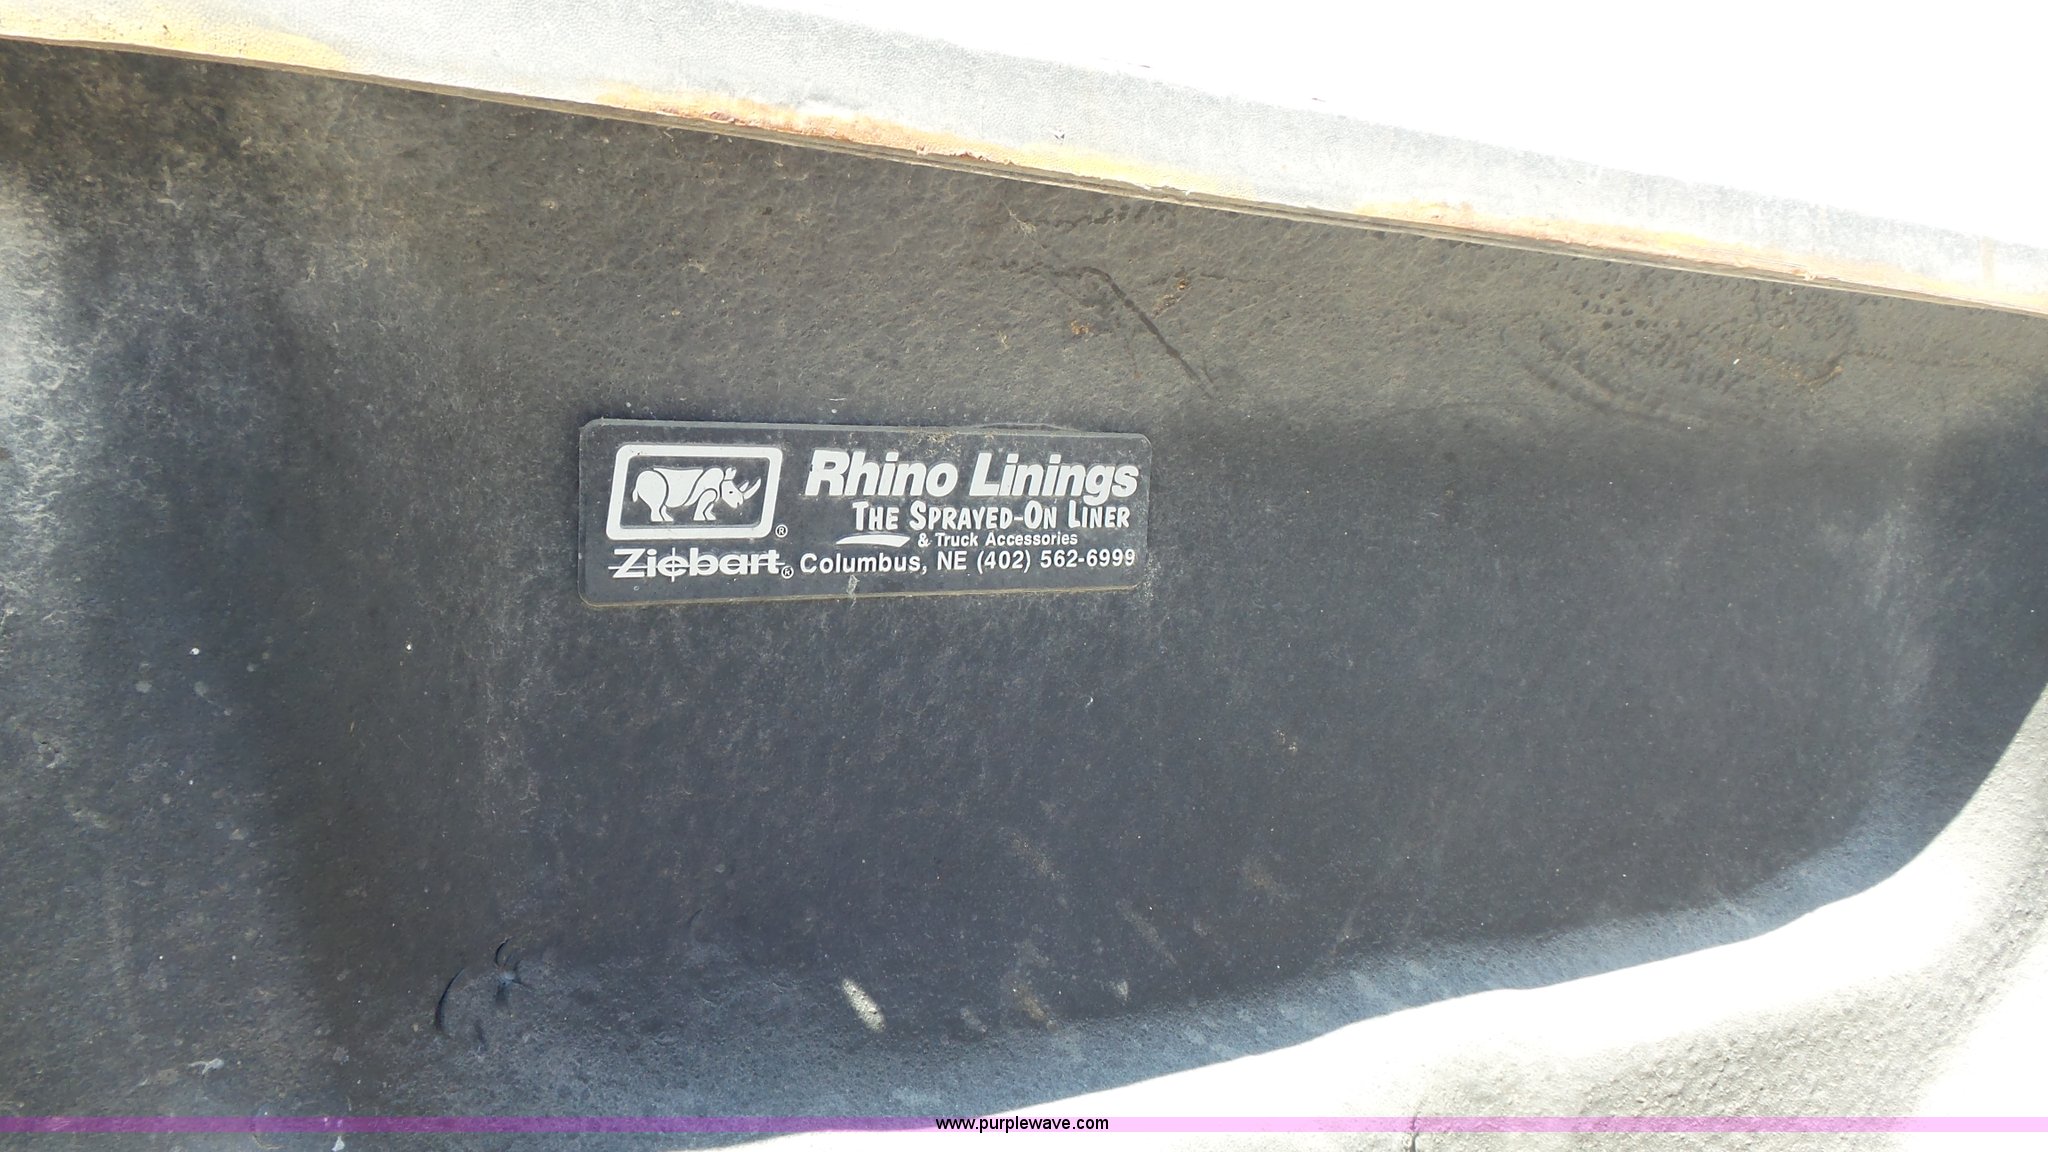 Rhino Linings
THE SPRAYED-ON LINER
& Truck Accessories
Ziebart® Columbus, NE (402) 562-6999
www.purplewave.com